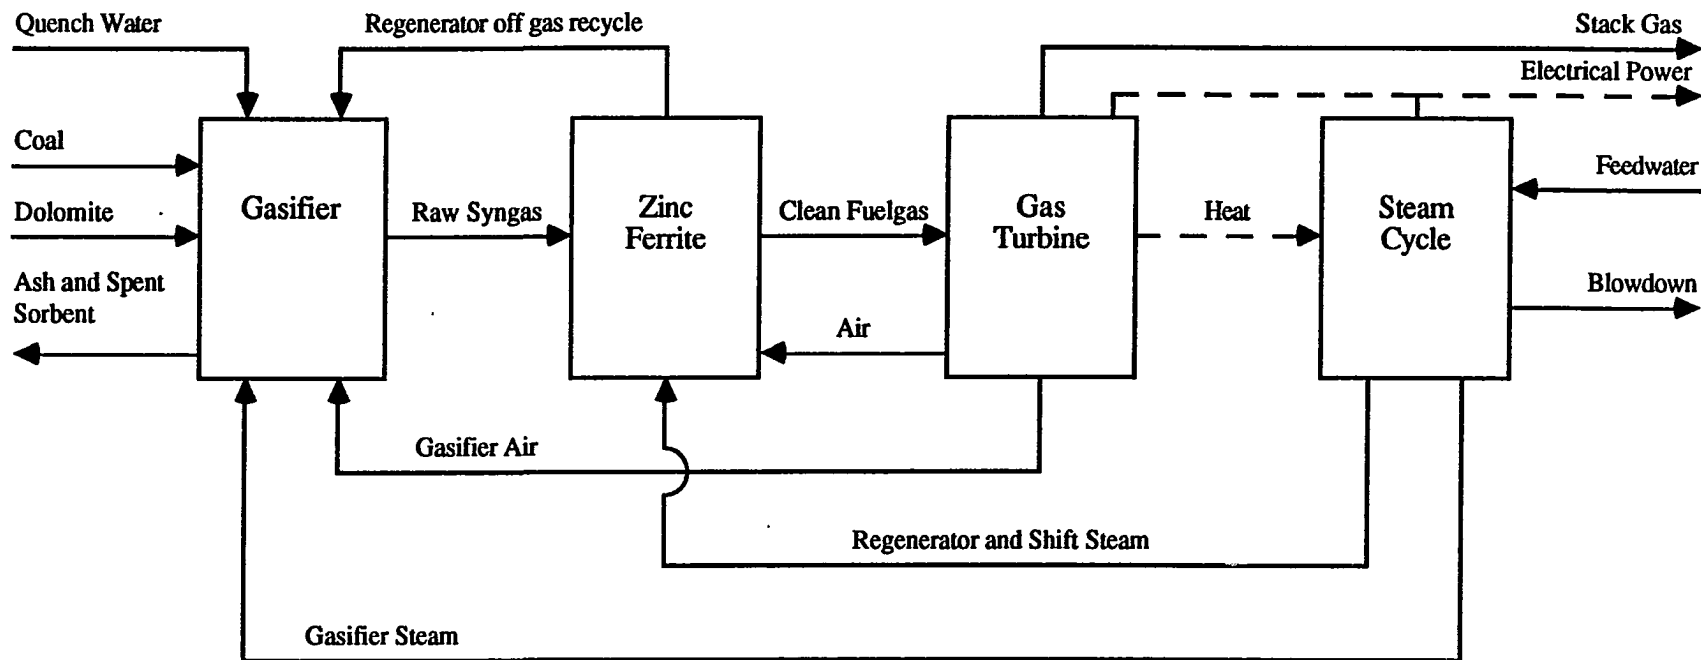 Quench Water
Regenerator off gas recycle
Stack Gas
Electrical Power
Coal
Feedwater
Dolomite
Gasifier
Raw Syngas
Zinc
Ferrite
Clean Fuelgas
Gas
Turbine
Heat
Steam
Cycle
Ash and Spent
Sorbent
Blowdown
Air
Gasifier Air
Regenerator and Shift Steam
Gasifier Steam